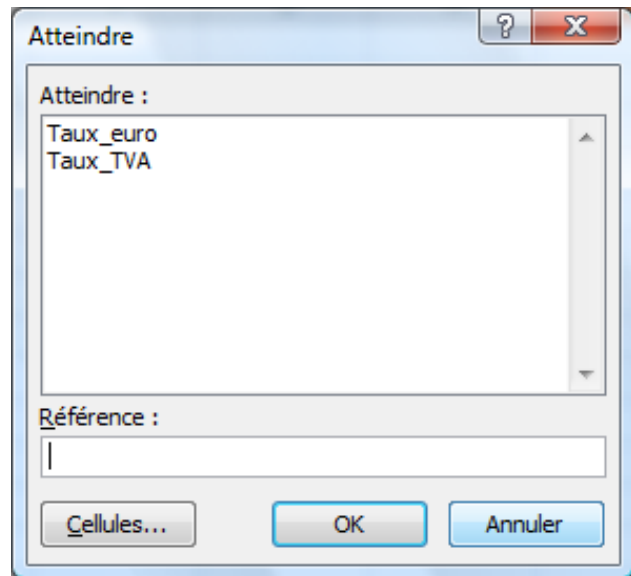 Atteindre
Atteindre :
Taux_euro
Taux_TVA
Référence :
Cellules...
OK
Annuler